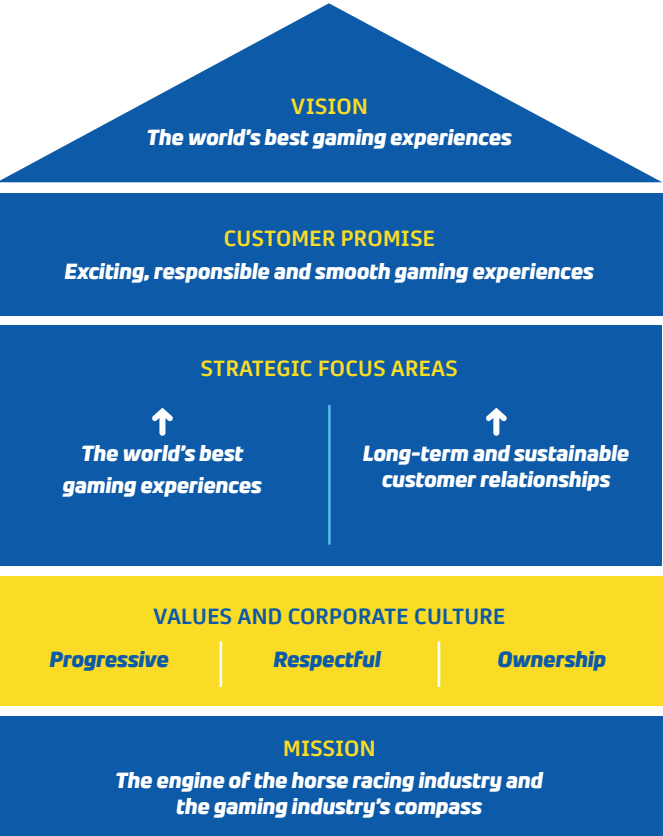 VISION
The world's best gaming experiences
CUSTOMER PROMISE
Exciting, responsible and smooth gaming experiences
STRATEGIC FOCUS AREAS
The world's best
gaming experiences
Long-term and sustainable
customer relationships
VALUES AND CORPORATE CULTURE
Progressive
Respectful
Ownership
MISSION
The engine of the horse racing industry and
the gaming industry's compass